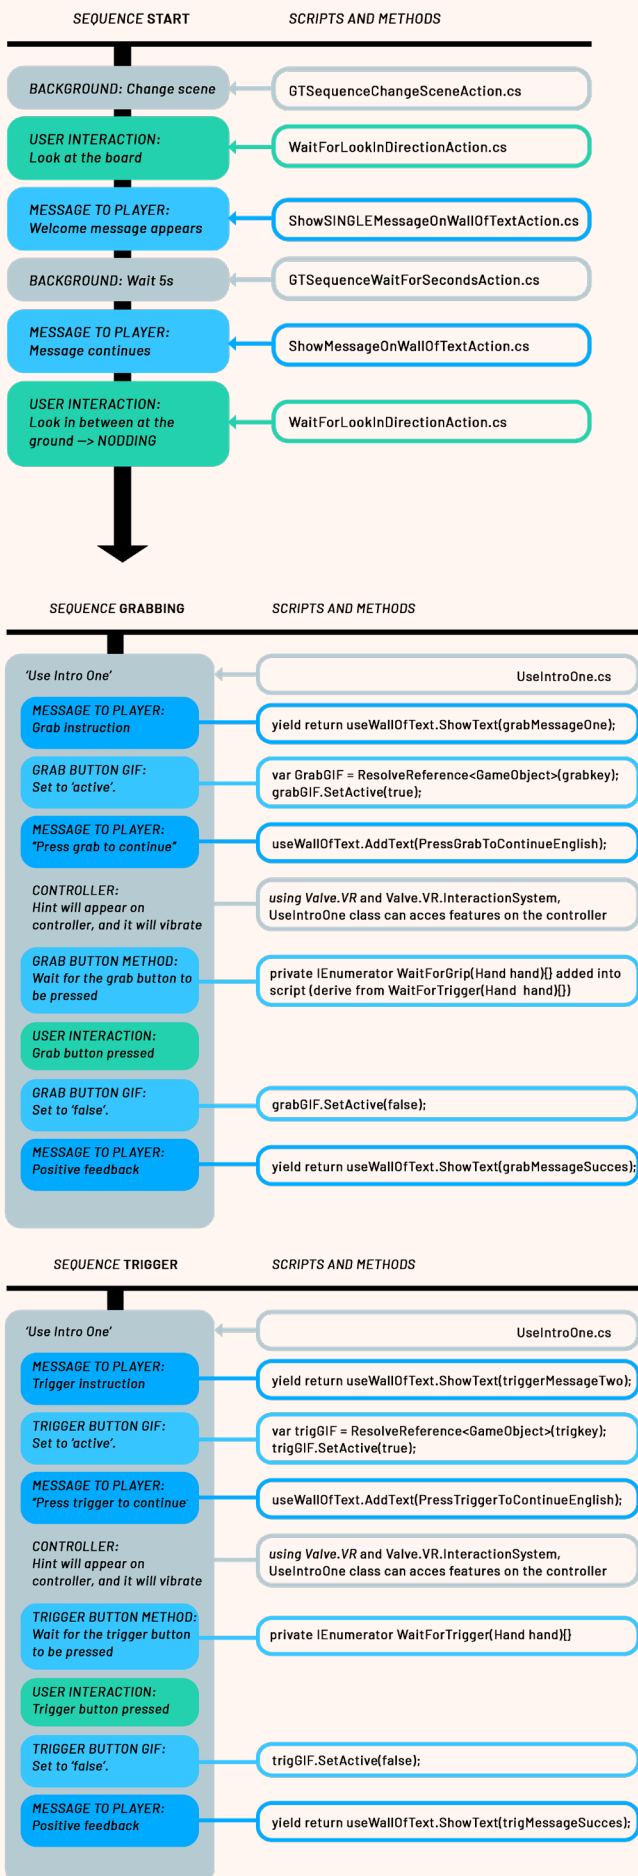 SEQUENCE START
SCRIPTS AND METHODS
BACKGROUND: Change scene
GTSequenceChangeSceneAction.cs
USER INTERACTION:
Look at the board
WaitForLookInDirectionAction.cs
MESSAGE TO PLAYER:
Welcome message appears
ShowSINGLEMessageOnWallOfTextAction.cs
BACKGROUND: Wait 5s
GTSequenceWaitForSecondsAction.cs
MESSAGE TO PLAYER:
Message continues
ShowMessageOnWallOfTextAction.cs
USER INTERACTION:
Look in between at the
ground —> NODDING
WaitForLookInDirectionAction.cs
SEQUENCE GRABBING
SCRIPTS AND METHODS
'Use Intro One'
UseIntroOne.cs
MESSAGE TO PLAYER:
Grab instruction
yield return useWallOfText.ShowText(grabMessageOne);
GRAB BUTTON GIF:
Set to 'active'.
var GrabGIF = ResolveReference<GameObject>(grabkey);
grabGIF.SetActive(true);
MESSAGE TO PLAYER:
"Press grab to continue"
useWallOfText.AddText(PressGrabToContinueEnglish);
CONTROLLER:
Hint will appear on
controller, and it will vibrate
using Valve.VR and Valve.VR.InteractionSystem,
UseIntroOne class can acces features on the controller
GRAB BUTTON METHOD:
Wait for the grab button to
be pressed
private IEnumerator WaitForGrip(Hand hand){} added into
script (derive from WaitForTrigger(Hand hand){})
USER INTERACTION:
Grab button pressed
GRAB BUTTON GIF:
Set to 'false'.
grabGIF.SetActive(false);
MESSAGE TO PLAYER:
Positive feedback
yield return useWallOfText.ShowText(grabMessageSucces);
SEQUENCE TRIGGER
SCRIPTS AND METHODS
'Use Intro One'
UseIntroOne.cs
MESSAGE TO PLAYER:
Trigger instruction
yield return useWallOfText.ShowText(triggerMessageTwo);
TRIGGER BUTTON GIF:
Set to 'active'.
var trigGIF = ResolveReference<GameObject>(trigkey);
trigGIF.SetActive(true);
MESSAGE TO PLAYER:
"Press trigger to continue'
useWallOfText.AddText(PressTriggerToContinueEnglish);
CONTROLLER:
Hint will appear on
controller, and it will vibrate
using Valve.VR and Valve.VR.InteractionSystem,
UseIntroOne class can acces features on the controller
TRIGGER BUTTON METHOD:
Wait for the trigger button
to be pressed
private IEnumerator WaitForTrigger(Hand hand){}
USER INTERACTION:
Trigger button pressed
TRIGGER BUTTON GIF:
Set to 'false'.
trigGIF.SetActive(false);
MESSAGE TO PLAYER:
Positive feedback
yield return useWallOfText.ShowText(trigMessageSucces);